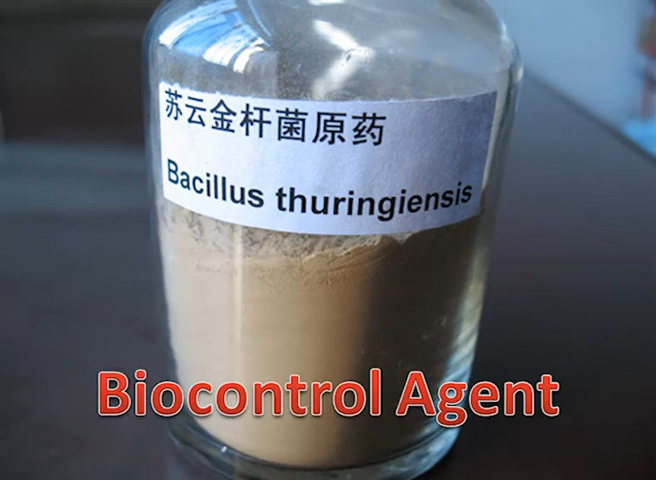 苏云金杆菌原药
Bacillus thuringiensis
Biocontrol Agent